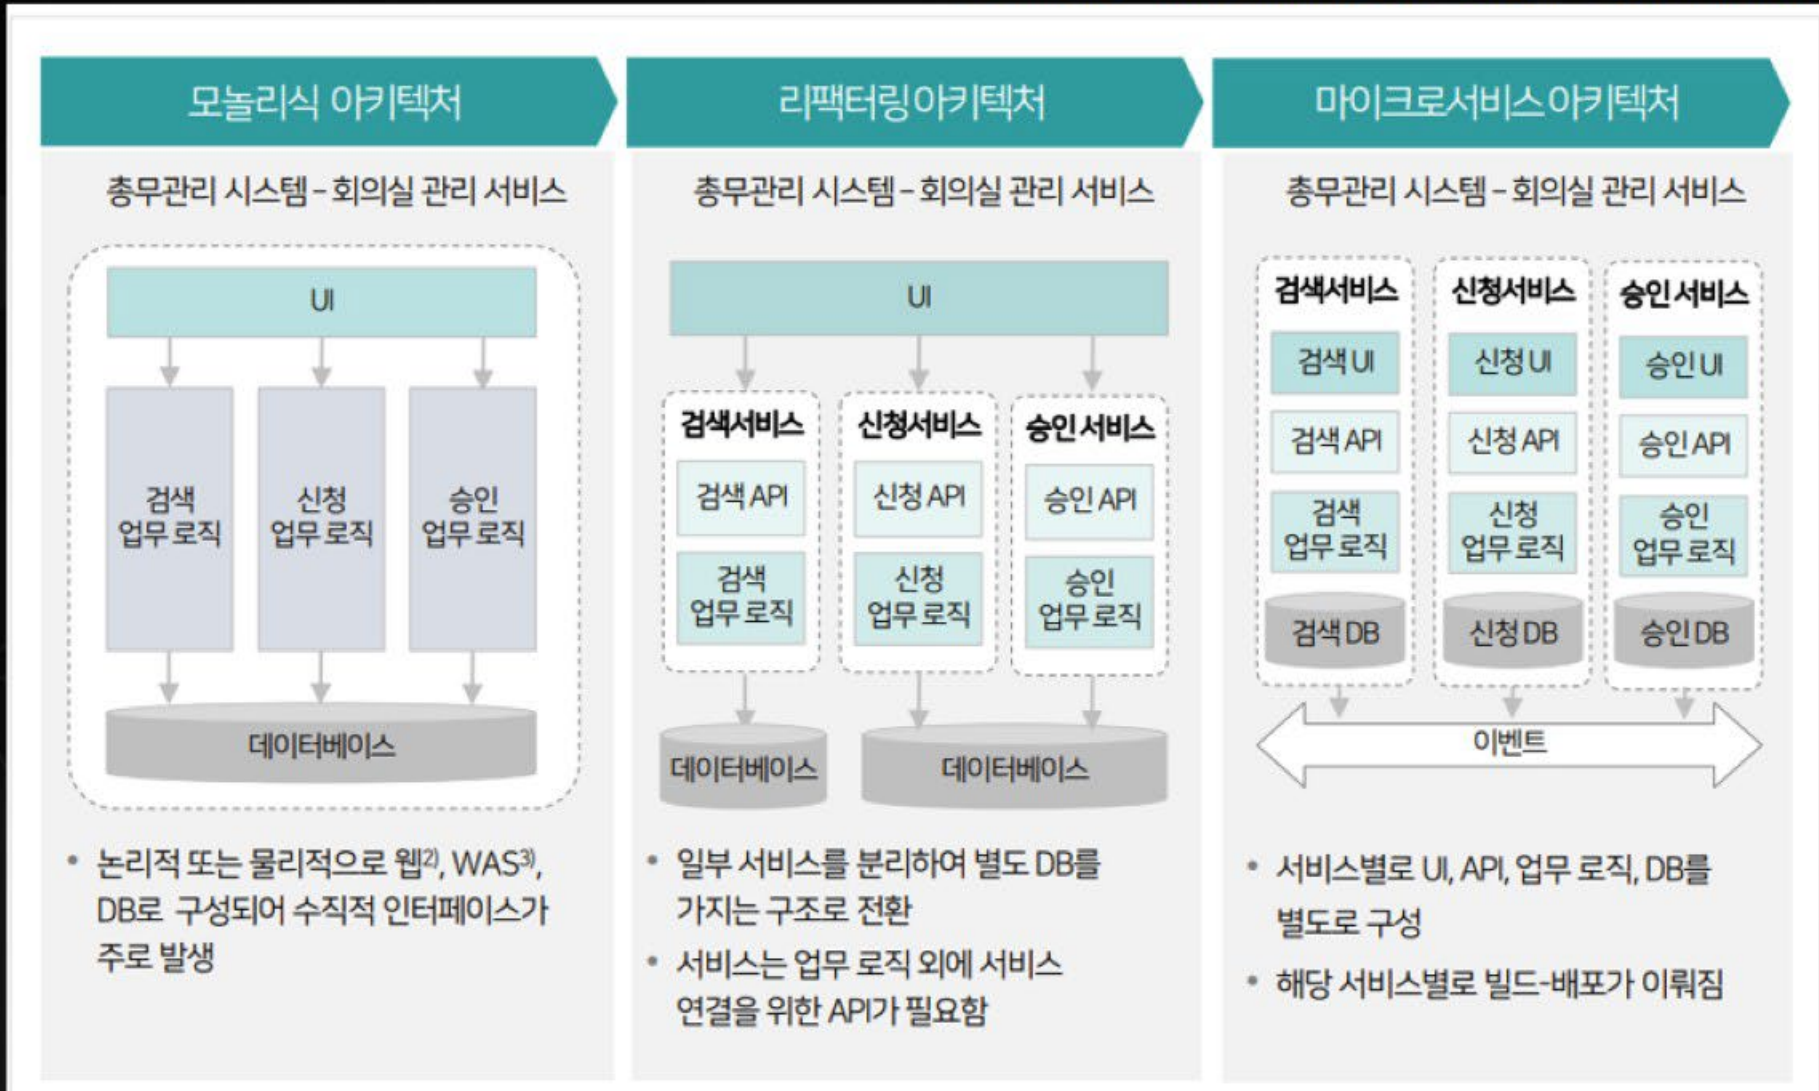 모놀리식 아키텍처
총무관리 시스템 – 회의실 관리 서비스
UI
검색
업무 로직
신청
업무 로직
승인
업무 로직
데이터베이스
• 논리적 또는 물리적으로 웹2), WAS3),
DB로 구성되어 수직적 인터페이스가
주로 발생
리팩터링 아키텍처
총무관리 시스템 – 회의실 관리 서비스
UI
검색서비스
검색 API
검색
업무 로직
신청서비스
신청 API
신청
업무 로직
승인 서비스
승인 API
승인
업무 로직
데이터베이스
데이터베이스
• 일부 서비스를 분리하여 별도 DB를
가지는 구조로 전환
• 서비스는 업무 로직 외에 서비스
연결을 위한 API가 필요함
마이크로서비스 아키텍처
총무관리 시스템 – 회의실 관리 서비스
검색서비스
검색 UI
검색 API
검색
업무 로직
검색 DB
신청서비스
신청 UI
신청 API
신청
업무 로직
신청 DB
승인 서비스
승인 UI
승인 API
승인
업무 로직
승인 DB
이벤트
• 서비스별로 UI, API, 업무 로직, DB를
별도로 구성
• 해당 서비스별로 빌드-배포가 이뤄짐